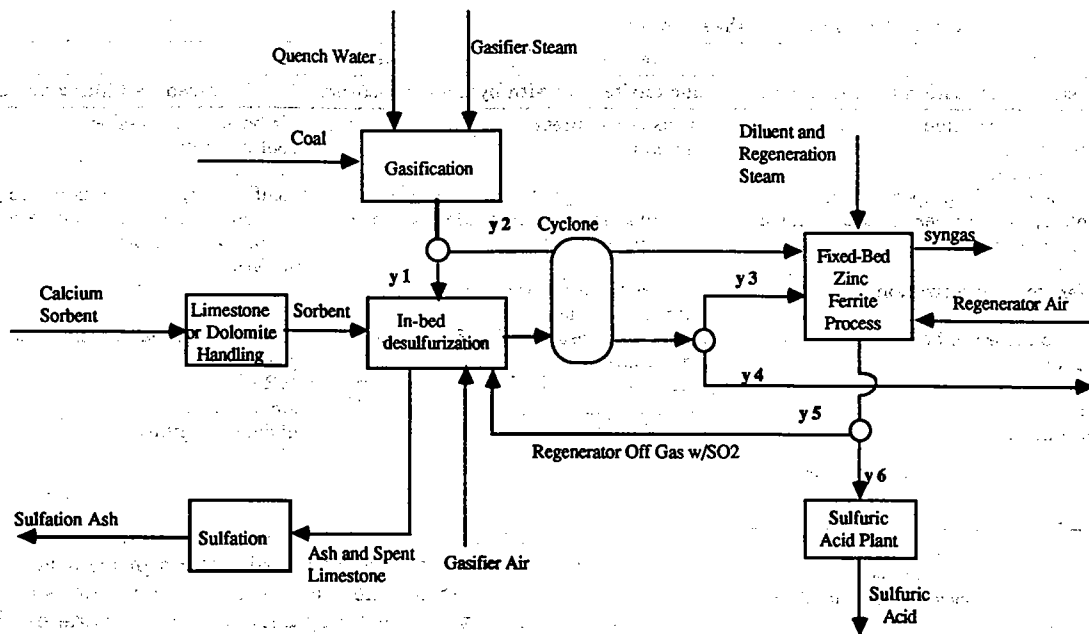 Quench Water
Gasifier Steam
Coal
Gasification
Diluent and
Regeneration
Steam
y 2
Cyclone
syngas
y 1
y 3
Fixed-Bed
Zinc
Ferrite
Process
Calcium
Sorbent
Limestone
or Dolomite
Handling
Sorbent
In-bed
desulfurization
Regenerator Air
y 4
y 5
Regenerator Off Gas w/SO2
y 6
Sulfation Ash
Sulfation
Ash and Spent
Limestone
Gasifier Air
Sulfuric
Acid Plant
Sulfuric
Acid